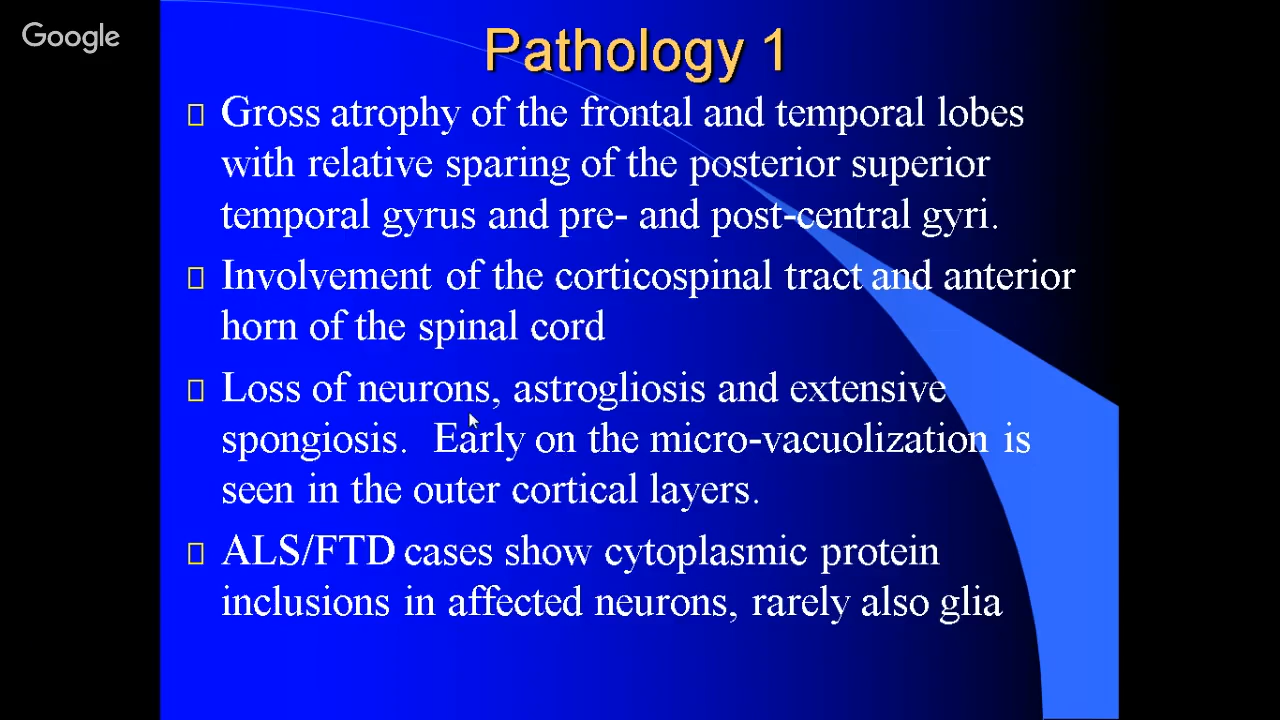 Google
Pathology 1
Gross atrophy of the frontal and temporal lobes
with relative sparing of the posterior superior
temporal gyrus and pre- and post-central gyri.
Involvement of the corticospinal tract and anterior
horn of the spinal cord
Loss of neurons, astrogliosis and extensive
spongiosis.  Early on the micro-vacuolization is
seen in the outer cortical layers.
ALS/FTD cases show cytoplasmic protein
inclusions in affected neurons, rarely also glia